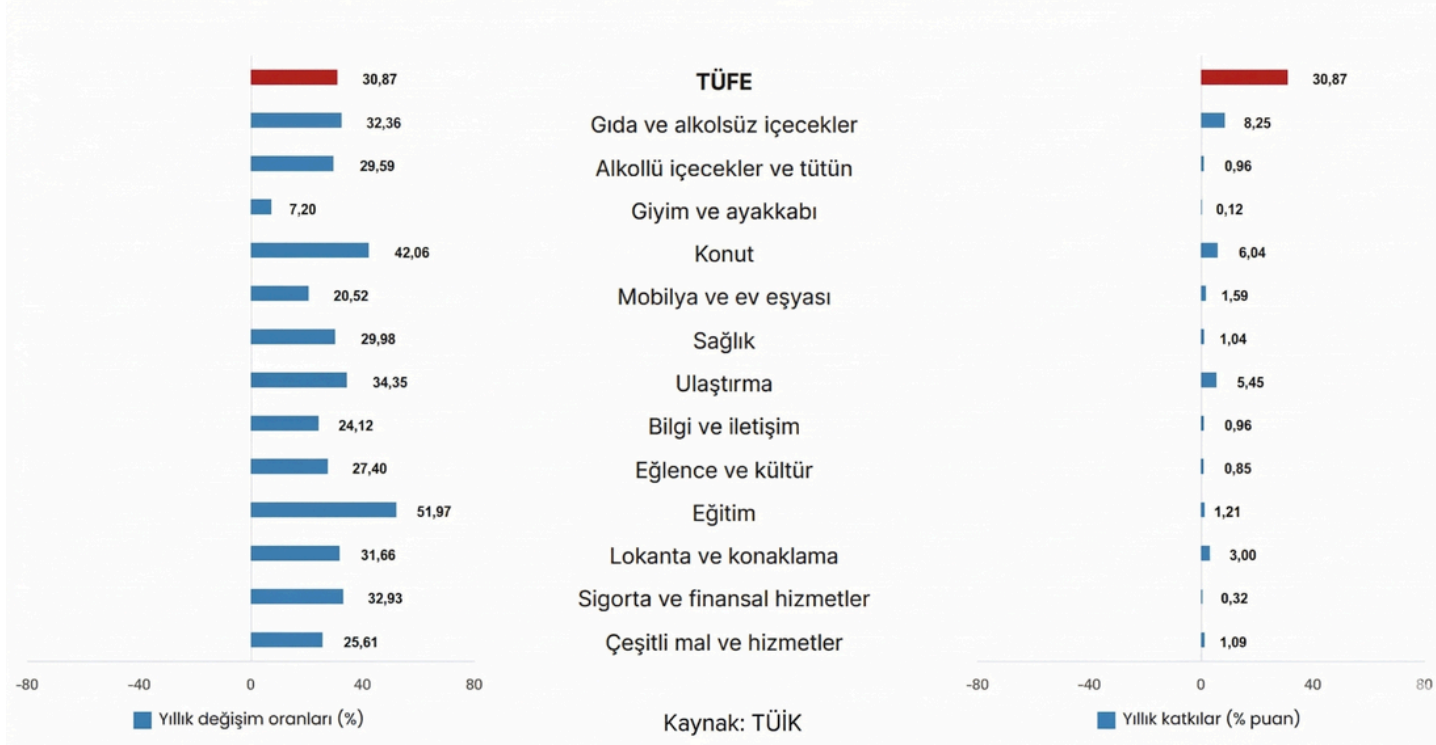 30,87 TÜFE 30,87
32,36 Gıda ve alkolsüz içecekler 8,25
29,59 Alkollü içecekler ve tütün 0,96
7,20 Giyim ve ayakkabı 0,12
42,06 Konut 6,04
20,52 Mobilya ve ev eşyası 1,59
29,98 Sağlık 1,04
34,35 Ulaştırma 5,45
24,12 Bilgi ve iletişim 0,96
27,40 Eğlence ve kültür 0,85
51,97 Eğitim 1,21
31,66 Lokanta ve konaklama 3,00
32,93 Sigorta ve finansal hizmetler 0,32
25,61 Çeşitli mal ve hizmetler 1,09
-80 -40 0 40 80 -80 -40 0 40 80
Yıllık değişim oranları (%) Kaynak: TÜİK Yıllık katkılar (% puan)